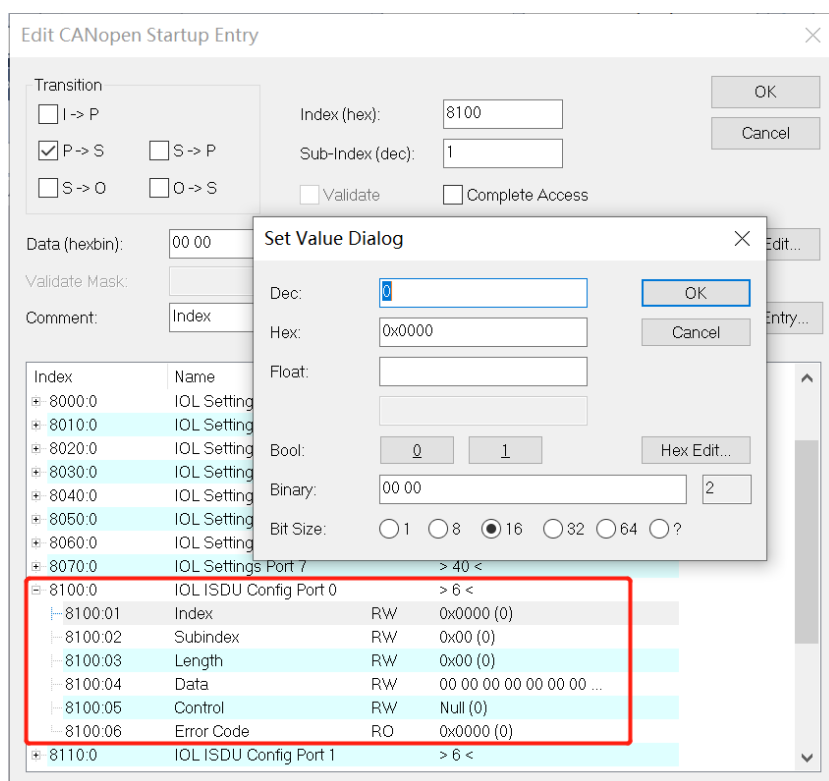 Edit CANopen Startup Entry
Transition
I -> P
P -> S
S -> P
S -> O
O -> S
Index (hex):
8100
Sub-Index (dec):
1
Validate
Complete Access
OK
Cancel
Data (hexbin):
00 00
Edit...
Validate Mask:
Comment:
Index
Entry...
Set Value Dialog
Dec:
0
OK
Hex:
0x0000
Cancel
Float:
Bool:
0
1
Hex Edit...
Binary:
00 00
2
Bit Size:
1
8
16
32
64
?
Index Name
8000:0 IOL Setting
8010:0 IOL Setting
8020:0 IOL Setting
8030:0 IOL Setting
8040:0 IOL Setting
8050:0 IOL Setting
8060:0 IOL Setting
8070:0 IOL Settings Port 7 > 40 <
8100:0 IOL ISDU Config Port 0 > 6 <
8100:01 Index RW 0x0000 (0)
8100:02 Subindex RW 0x00 (0)
8100:03 Length RW 0x00 (0)
8100:04 Data RW 00 00 00 00 00 00 00 ...
8100:05 Control RW Null (0)
8100:06 Error Code RO 0x0000 (0)
8110:0 IOL ISDU Config Port 1 > 6 <